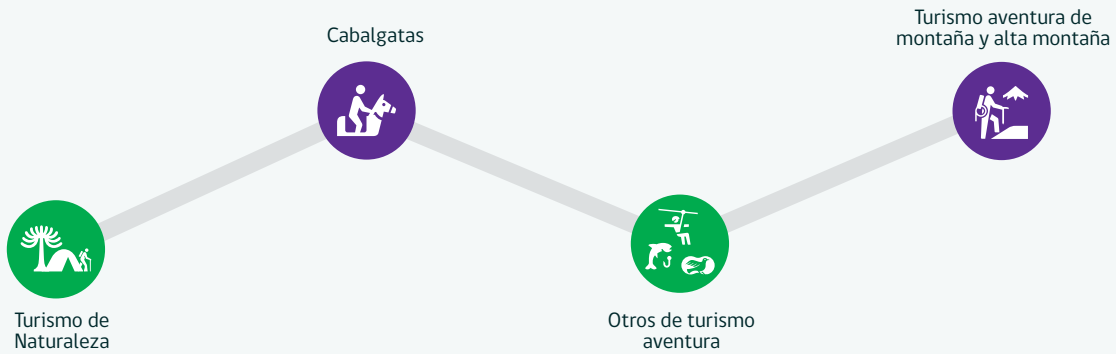 Turismo de
Naturaleza
Cabalgatas
Otros de turismo
aventura
Turismo aventura de
montaña y alta montaña